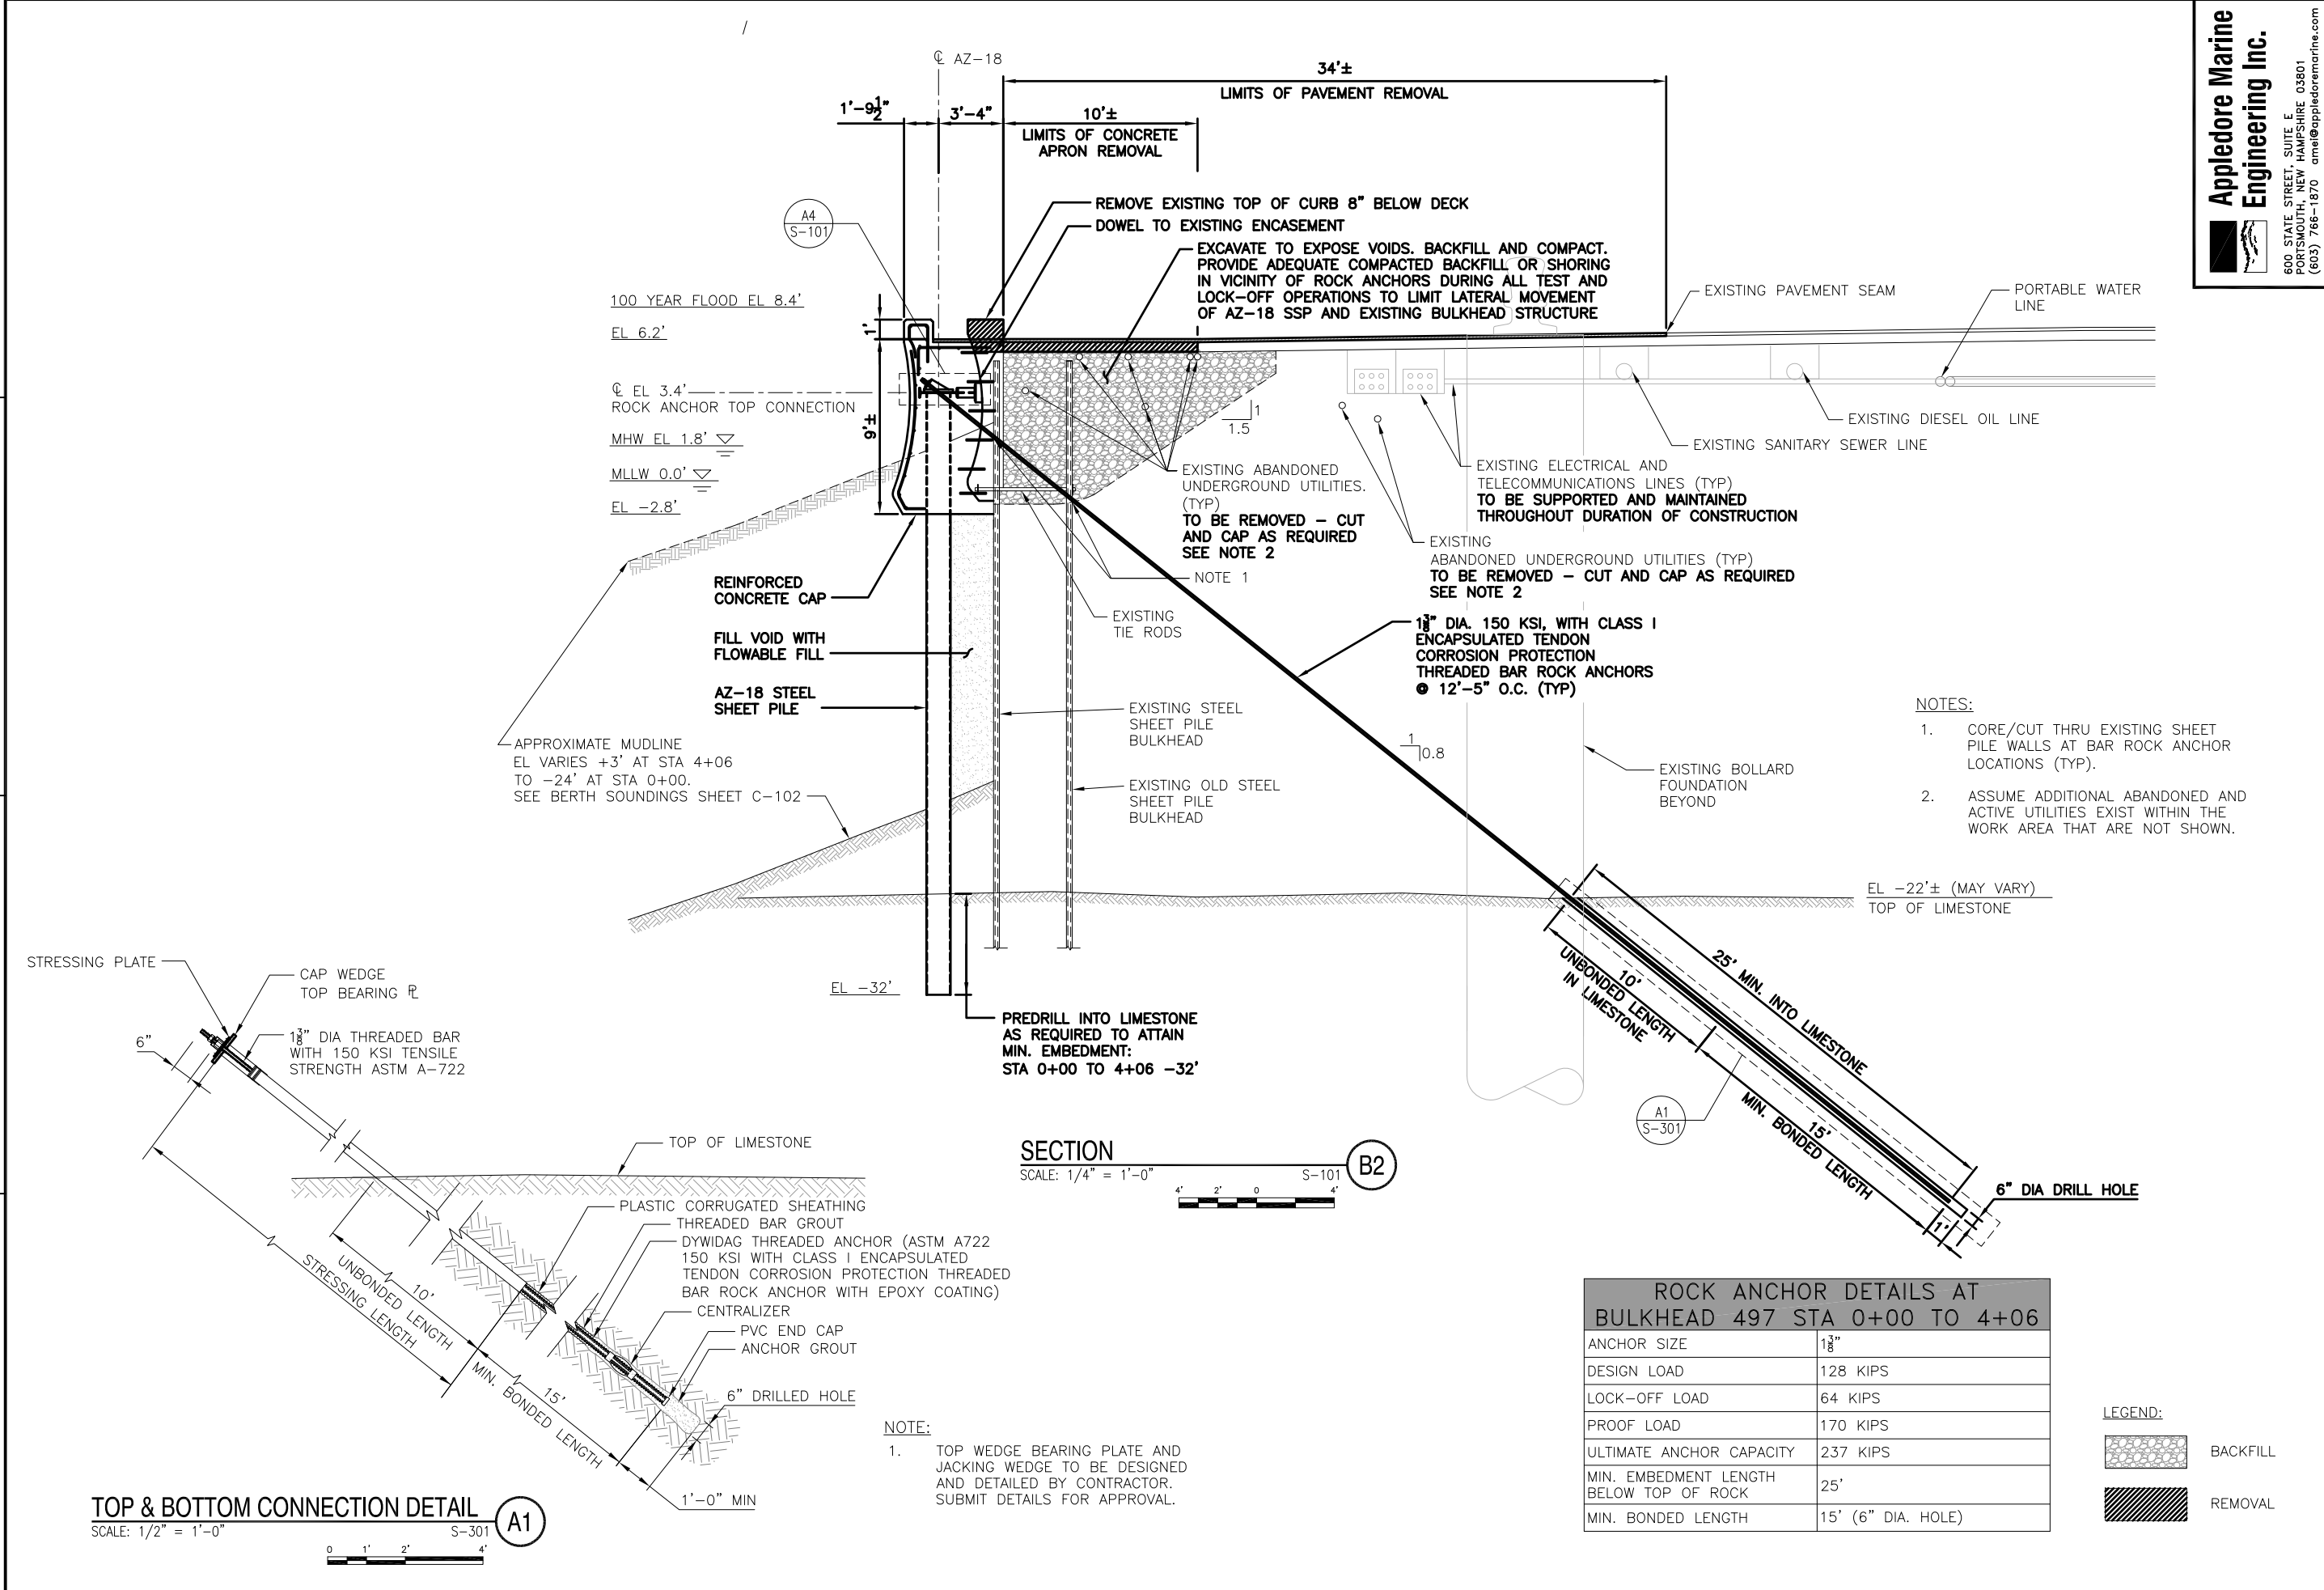 Appledore Marine
Engineering Inc.
600 STATE STREET, SUITE E
PORTSMOUTH, NEW HAMPSHIRE 03801
(603) 766-1870 amei@appledoremarine.com
℄ AZ-18
34'±
LIMITS OF PAVEMENT REMOVAL
1'-9½"
3'-4"
10'±
LIMITS OF CONCRETE
APRON REMOVAL
A4
S-101
REMOVE EXISTING TOP OF CURB 8" BELOW DECK
DOWEL TO EXISTING ENCASEMENT
EXCAVATE TO EXPOSE VOIDS. BACKFILL AND COMPACT.
PROVIDE ADEQUATE COMPACTED BACKFILL OR SHORING
IN VICINITY OF ROCK ANCHORS DURING ALL TEST AND
LOCK-OFF OPERATIONS TO LIMIT LATERAL MOVEMENT
OF AZ-18 SSP AND EXISTING BULKHEAD STRUCTURE
EXISTING PAVEMENT SEAM
PORTABLE WATER
LINE
100 YEAR FLOOD EL 8.4'
EL 6.2'
1'
℄ EL 3.4'
ROCK ANCHOR TOP CONNECTION
MHW EL 1.8'
MLLW 0.0'
EL -2.8'
9'±
1
1.5
EXISTING DIESEL OIL LINE
EXISTING SANITARY SEWER LINE
EXISTING ABANDONED
UNDERGROUND UTILITIES.
(TYP)
TO BE REMOVED - CUT
AND CAP AS REQUIRED
SEE NOTE 2
EXISTING ELECTRICAL AND
TELECOMMUNICATIONS LINES (TYP)
TO BE SUPPORTED AND MAINTAINED
THROUGHOUT DURATION OF CONSTRUCTION
EXISTING
ABANDONED UNDERGROUND UTILITIES (TYP)
TO BE REMOVED - CUT AND CAP AS REQUIRED
SEE NOTE 2
NOTE 1
EXISTING
TIE RODS
REINFORCED
CONCRETE CAP
FILL VOID WITH
FLOWABLE FILL
AZ-18 STEEL
SHEET PILE
1⅜" DIA. 150 KSI, WITH CLASS I
ENCAPSULATED TENDON
CORROSION PROTECTION
THREADED BAR ROCK ANCHORS
@ 12'-5" O.C. (TYP)
APPROXIMATE MUDLINE
EL VARIES +3' AT STA 4+06
TO -24' AT STA 0+00.
SEE BERTH SOUNDINGS SHEET C-102
EXISTING STEEL
SHEET PILE
BULKHEAD
EXISTING OLD STEEL
SHEET PILE
BULKHEAD
1
0.8
EXISTING BOLLARD
FOUNDATION
BEYOND
NOTES:
1. CORE/CUT THRU EXISTING SHEET
PILE WALLS AT BAR ROCK ANCHOR
LOCATIONS (TYP).
2. ASSUME ADDITIONAL ABANDONED AND
ACTIVE UTILITIES EXIST WITHIN THE
WORK AREA THAT ARE NOT SHOWN.
EL -22'± (MAY VARY)
TOP OF LIMESTONE
EL -32'
PREDRILL INTO LIMESTONE
AS REQUIRED TO ATTAIN
MIN. EMBEDMENT:
STA 0+00 TO 4+06 -32'
25' MIN. INTO LIMESTONE
10'
UNBONDED LENGTH
IN LIMESTONE
15'
MIN. BONDED LENGTH
1'
6" DIA DRILL HOLE
A1
S-301
SECTION
SCALE: 1/4" = 1'-0"
S-101
B2
4' 2' 0 4'
STRESSING PLATE
CAP WEDGE
TOP BEARING ℙL
6"
1⅜" DIA THREADED BAR
WITH 150 KSI TENSILE
STRENGTH ASTM A-722
TOP OF LIMESTONE
PLASTIC CORRUGATED SHEATHING
THREADED BAR GROUT
DYWIDAG THREADED ANCHOR (ASTM A722
150 KSI WITH CLASS I ENCAPSULATED
TENDON CORROSION PROTECTION THREADED
BAR ROCK ANCHOR WITH EPOXY COATING)
CENTRALIZER
PVC END CAP
ANCHOR GROUT
6" DRILLED HOLE
10'
UNBONDED LENGTH
STRESSING LENGTH
15'
MIN. BONDED LENGTH
1'-0" MIN
NOTE:
1. TOP WEDGE BEARING PLATE AND
JACKING WEDGE TO BE DESIGNED
AND DETAILED BY CONTRACTOR.
SUBMIT DETAILS FOR APPROVAL.
TOP & BOTTOM CONNECTION DETAIL
SCALE: 1/2" = 1'-0"
S-301
A1
0 1' 2' 4'
ROCK ANCHOR DETAILS AT
BULKHEAD 497 STA 0+00 TO 4+06
ANCHOR SIZE 1⅜"
DESIGN LOAD 128 KIPS
LOCK-OFF LOAD 64 KIPS
PROOF LOAD 170 KIPS
ULTIMATE ANCHOR CAPACITY 237 KIPS
MIN. EMBEDMENT LENGTH
BELOW TOP OF ROCK 25'
MIN. BONDED LENGTH 15' (6" DIA. HOLE)
LEGEND:
BACKFILL
REMOVAL